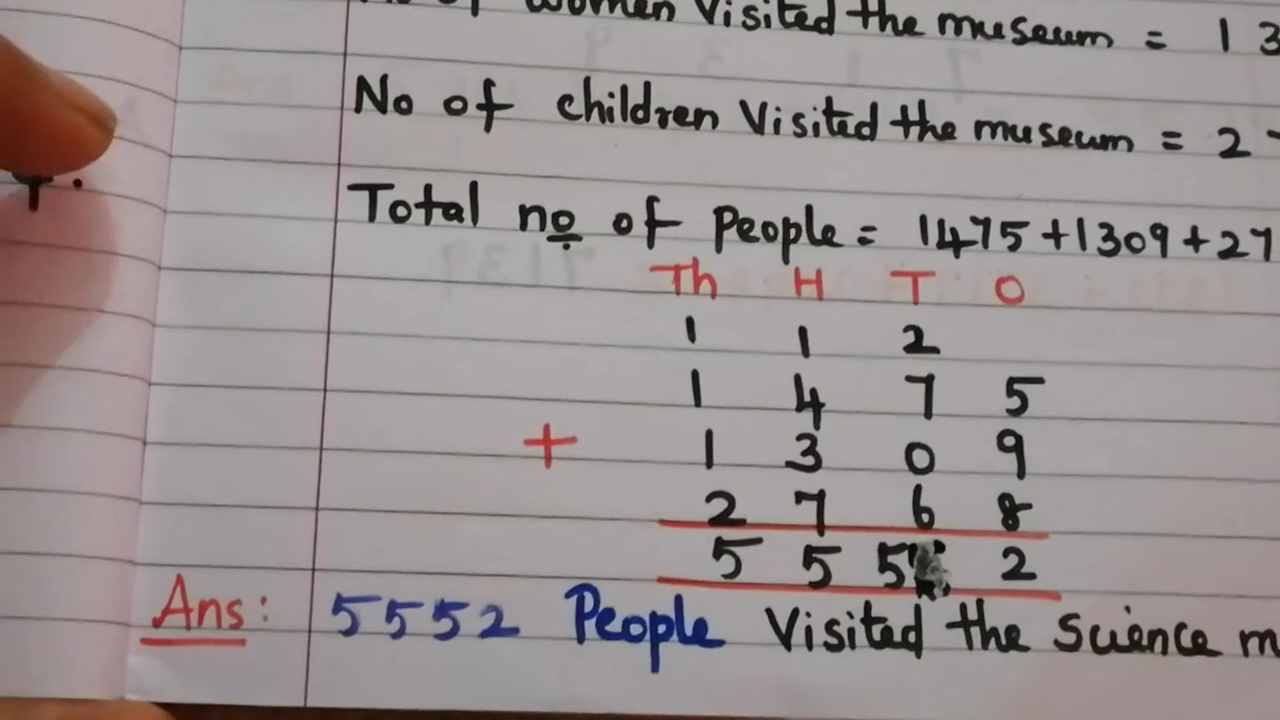 women Visited the museum = 13
No of children Visited the museum = 2
Total no of People = 1475+1309+27
Th H T O
1 1 2
1 4 7 5
+ 1 3 0 9
2 7 6 8
5 5 5 2
Ans: 5552 People Visited the science m